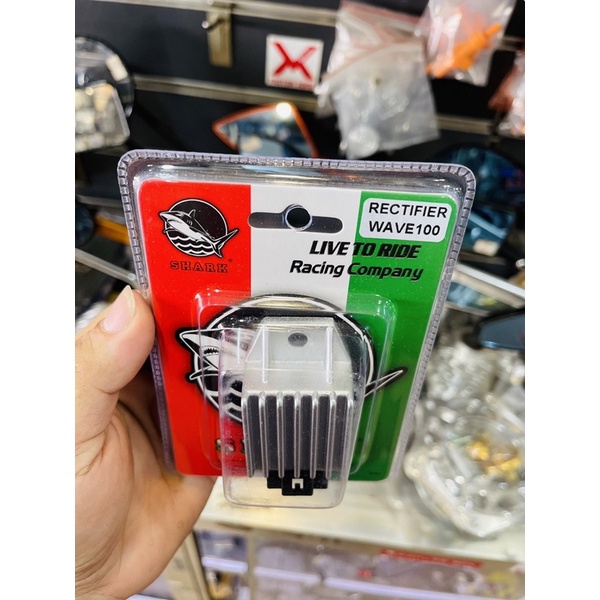 RECTIFIER
WAVE100
SHARK®
LIVE TO RIDE
Racing Company